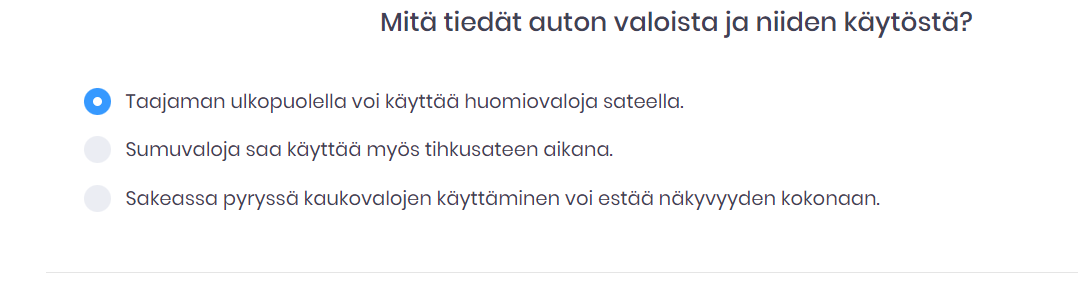 Mitä tiedät auton valoista ja niiden käytöstä?
Taajaman ulkopuolella voi käyttää huomiovaloja sateella.
Sumuvaloja saa käyttää myös tihkusateen aikana.
Sakeassa pyryssä kaukovalojen käyttäminen voi estää näkyvyyden kokonaan.